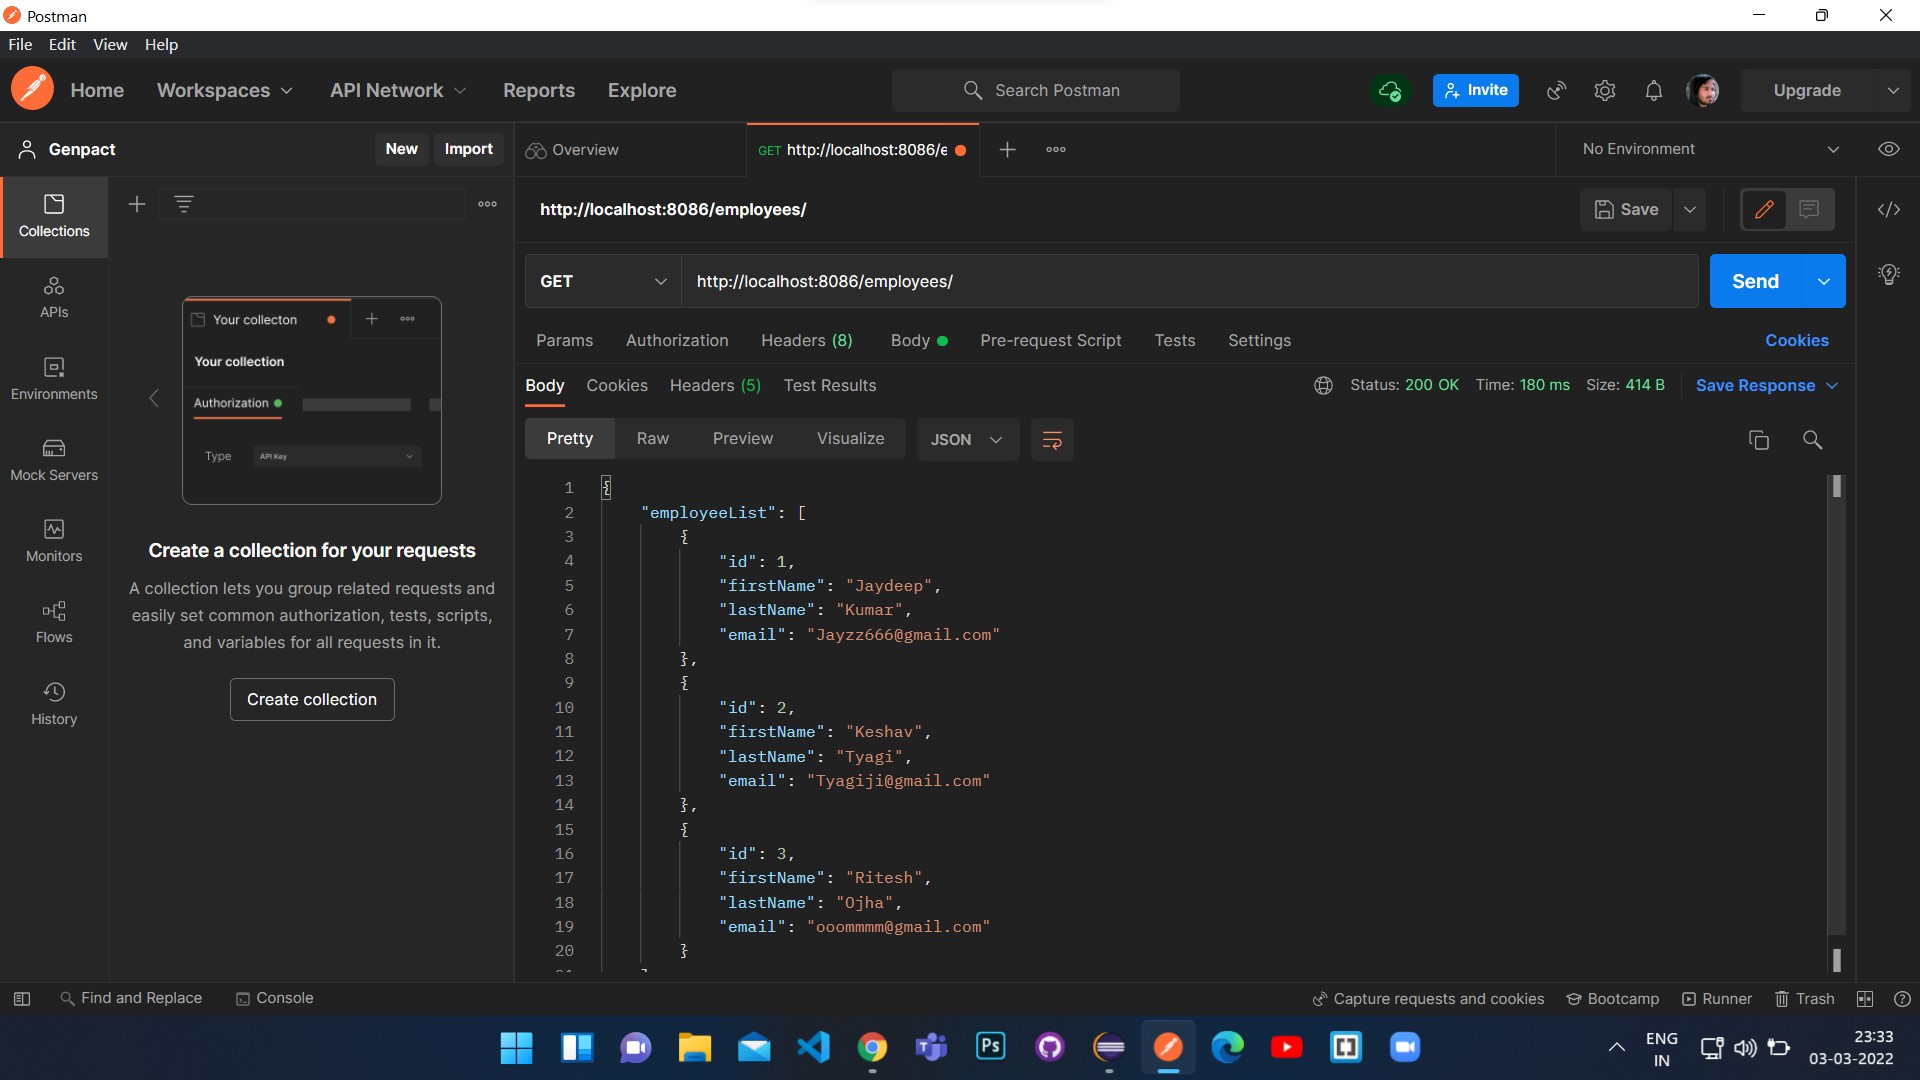 Postman
File Edit View Help
Home Workspaces API Network Reports Explore Search Postman Invite Upgrade
Genpact New Import Overview GET http://localhost:8086/e No Environment
Collections
APIs
Environments
Mock Servers
Monitors
Flows
History
Your collecton
Your collection
Authorization
Type API Key
Create a collection for your requests
A collection lets you group related requests and
easily set common authorization, tests, scripts,
and variables for all requests in it.
Create collection
http://localhost:8086/employees/ Save
GET http://localhost:8086/employees/ Send
Params Authorization Headers (8) Body Pre-request Script Tests Settings Cookies
Body Cookies Headers (5) Test Results Status: 200 OK Time: 180 ms Size: 414 B Save Response
Pretty Raw Preview Visualize JSON
1 {
2 "employeeList": [
3 {
4 "id": 1,
5 "firstName": "Jaydeep",
6 "lastName": "Kumar",
7 "email": "Jayzz666@gmail.com"
8 },
9 {
10 "id": 2,
11 "firstName": "Keshav",
12 "lastName": "Tyagi",
13 "email": "Tyagiji@gmail.com"
14 },
15 {
16 "id": 3,
17 "firstName": "Ritesh",
18 "lastName": "Ojha",
19 "email": "ooommmm@gmail.com"
20 }
Find and Replace Console Capture requests and cookies Bootcamp Runner Trash
Ps
ENG
IN
23:33
03-03-2022